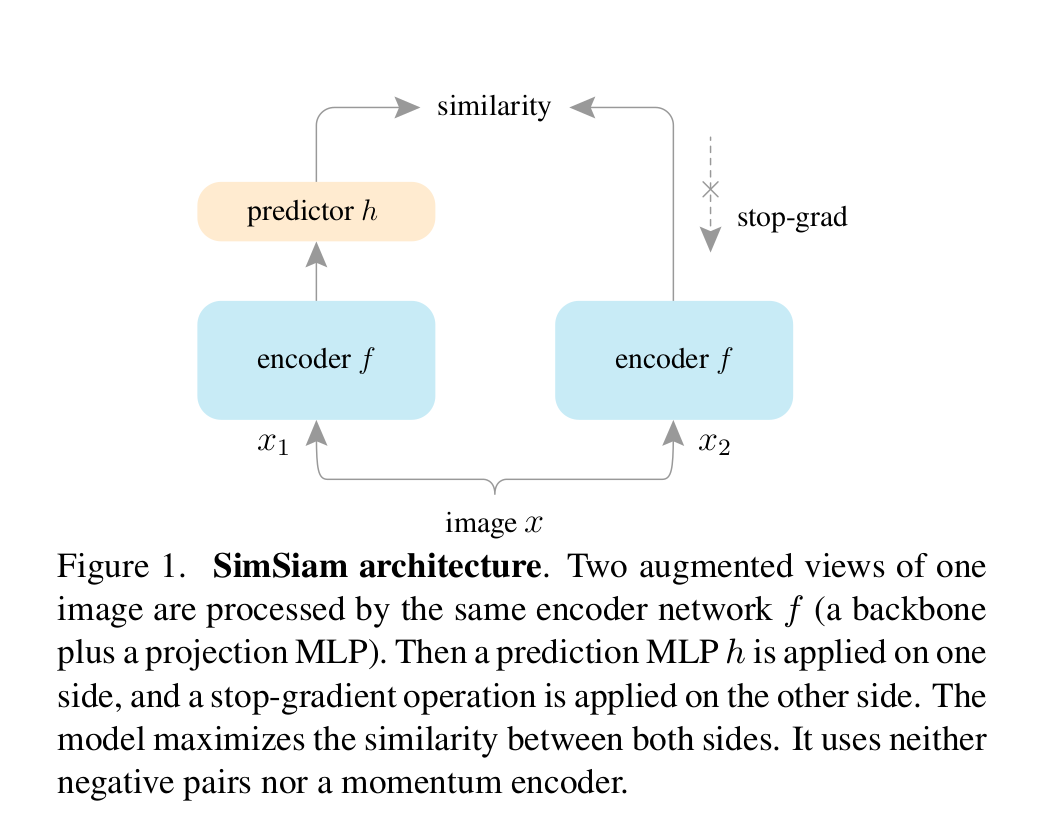 similarity
predictor h
stop-grad
encoder f
encoder f
x1
x2
image x
Figure 1. SimSiam architecture. Two augmented views of one
image are processed by the same encoder network f (a backbone
plus a projection MLP). Then a prediction MLP h is applied on one
side, and a stop-gradient operation is applied on the other side. The
model maximizes the similarity between both sides. It uses neither
negative pairs nor a momentum encoder.